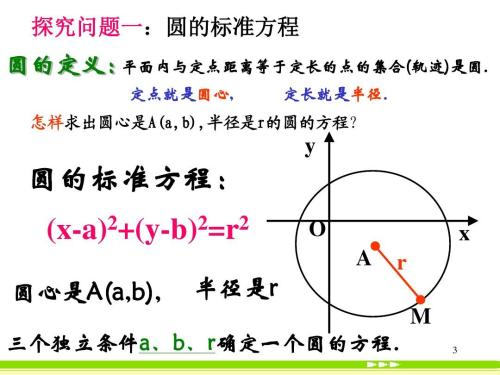 探究问题一：圆的标准方程
圆的定义：平面内与定点距离等于定长的点的集合(轨迹)是圆.
定点就是圆心， 定长就是半径.
怎样求出圆心是A(a,b),半径是r的圆的方程？
y
圆的标准方程：
(x-a)²+(y-b)²=r²
O
x
A
r
圆心是A(a,b)， 半径是r
M
三个独立条件a、b、r确定一个圆的方程.
3